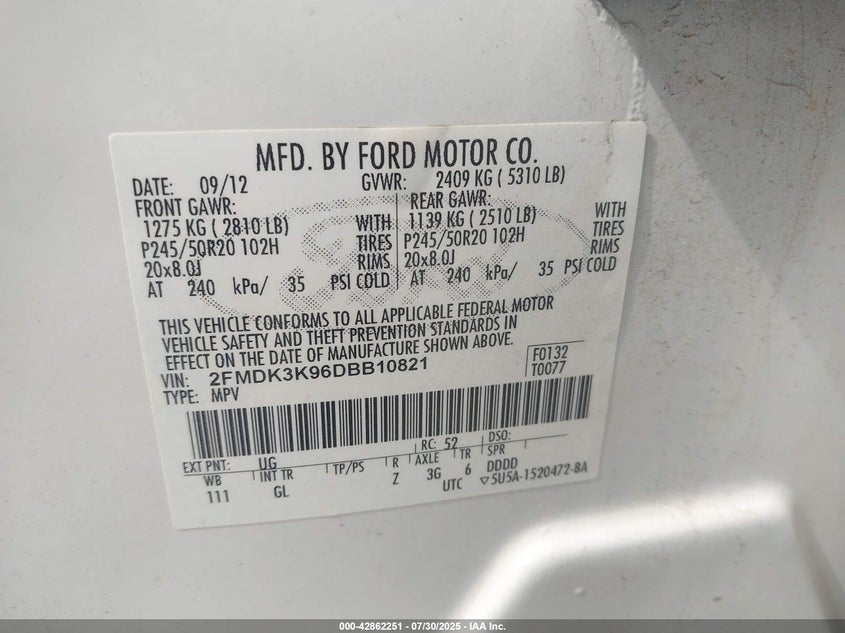 MFD. BY FORD MOTOR CO.
DATE: 09/12 GVWR: 2409 KG ( 5310 LB)
FRONT GAWR: REAR GAWR:
1275 KG ( 2810 LB) WITH 1139 KG ( 2510 LB) WITH
P245/50R20 102H TIRES P245/50R20 102H TIRES
20x8.0J RIMS 20x8.0J RIMS
AT 240 kPa/ 35 PSI COLD AT 240 kPa/ 35 PSI COLD
THIS VEHICLE CONFORMS TO ALL APPLICABLE FEDERAL MOTOR
VEHICLE SAFETY AND THEFT PREVENTION STANDARDS IN
EFFECT ON THE DATE OF MANUFACTURE SHOWN ABOVE.
VIN: 2FMDK3K96DBB10821 F0132
TYPE: MPV T0077
EXT PNT: UG RC: 52 DSO:
WB INT TR TP/PS R AXLE TR SPR
111 GL Z 3G 6 DDDD
UTC ▽5U5A-1520472-BA
000-42862251 | 07/30/2025 - IAA Inc.